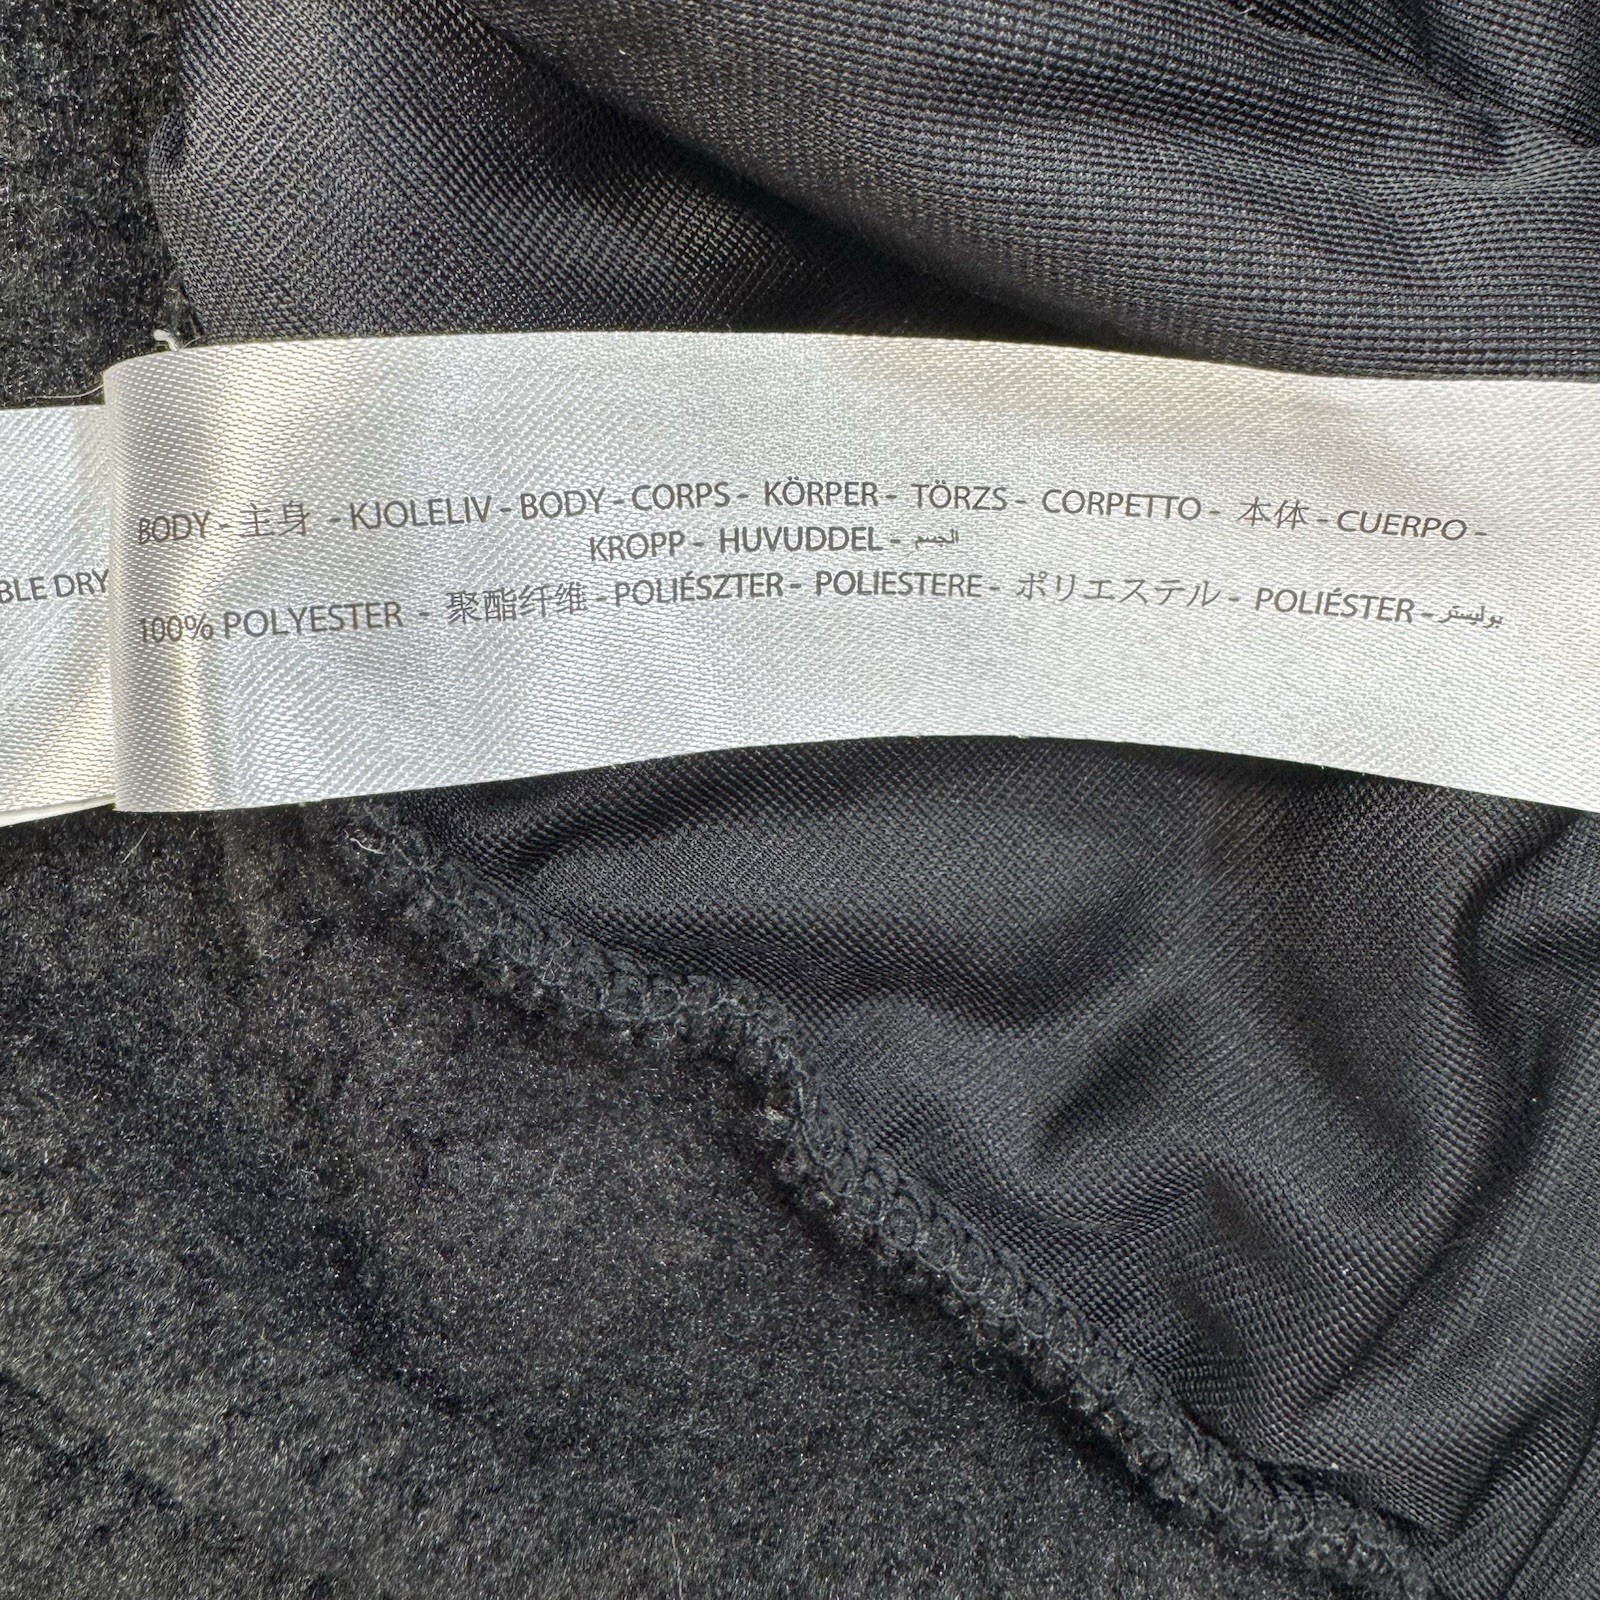 BODY - 主身 - KJOLELIV - BODY - CORPS - KÖRPER - TÖRZS - CORPETTO - 本体 - CUERPO -
KROPP - HUVUDDEL - الجسم
BLE DRY
100% POLYESTER - 聚酯纤维 - POLIÉSZTER - POLIESTERE - ポリエステル - POLIÉSTER - بوليستر